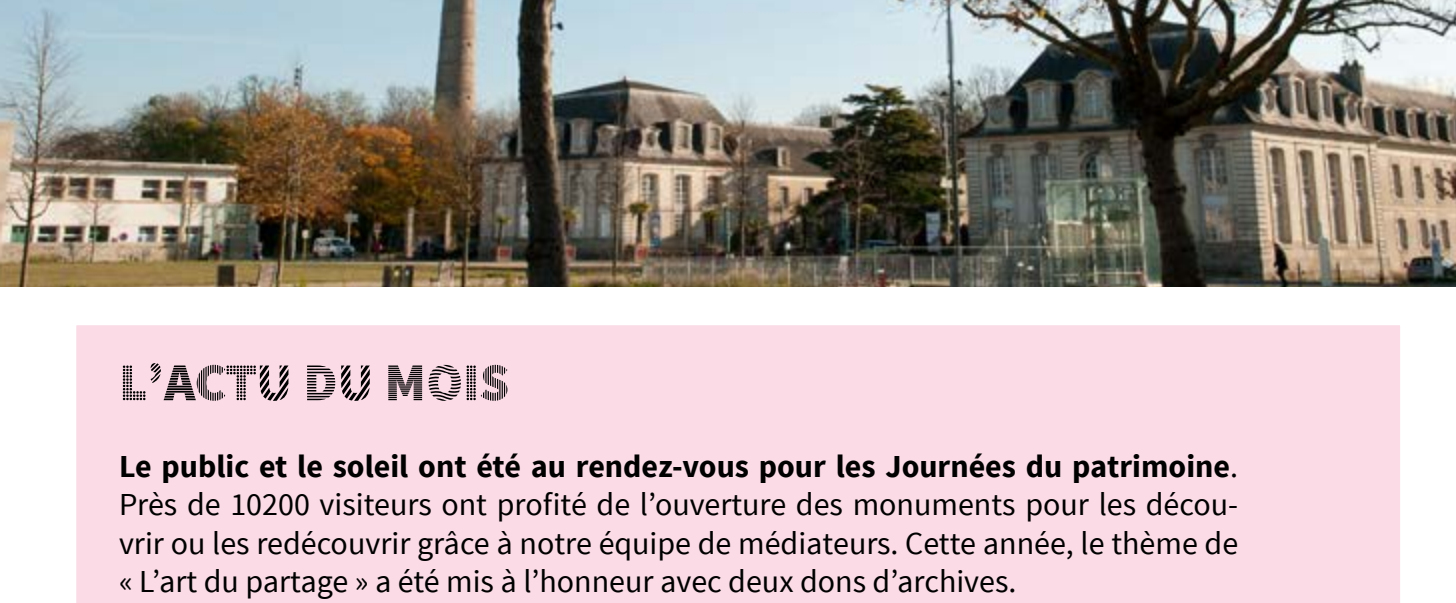 L'ACTU DU MOIS
Le public et le soleil ont été au rendez-vous pour les Journées du patrimoine.
Près de 10200 visiteurs ont profité de l'ouverture des monuments pour les décou-
vrir ou les redécouvrir grâce à notre équipe de médiateurs. Cette année, le thème de
« L'art du partage » a été mis à l'honneur avec deux dons d'archives.